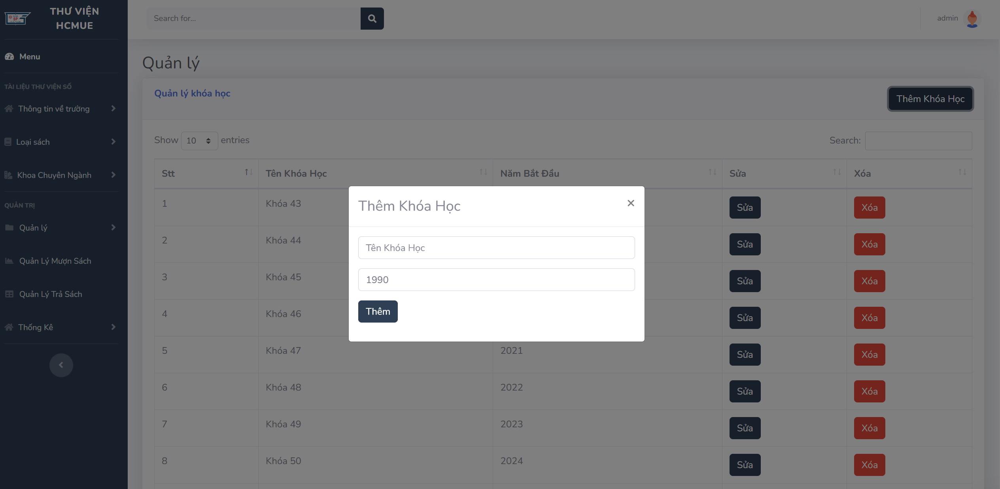 THƯ VIỆN
HCMUE
Search for...
admin
Menu
TÀI LIỆU THƯ VIỆN SỐ
Thông tin về trường
Loại sách
Khoa Chuyên Ngành
QUẢN TRỊ
Quản lý
Quản Lý Mượn Sách
Quản Lý Trả Sách
Thống Kê
Quản lý
Quản lý khóa học
Thêm Khóa Học
Show 10 entries
Search:
Stt Tên Khóa Học Năm Bắt Đầu Sửa Xóa
1 Khóa 43 Sửa Xóa
2 Khóa 44 Sửa Xóa
3 Khóa 45 Sửa Xóa
4 Khóa 46 Sửa Xóa
5 Khóa 47 2021 Sửa Xóa
6 Khóa 48 2022 Sửa Xóa
7 Khóa 49 2023 Sửa Xóa
8 Khóa 50 2024 Sửa Xóa
Thêm Khóa Học
×
Tên Khóa Học
1990
Thêm